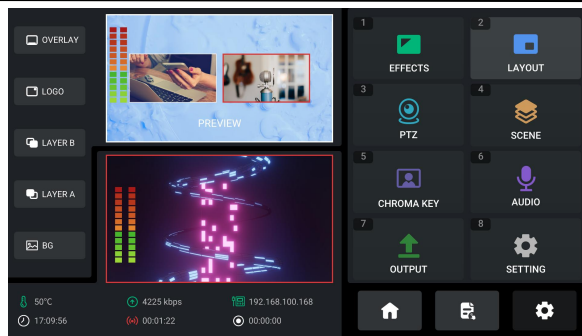 OVERLAY
LOGO
LAYER B
LAYER A
BG
PREVIEW
1
EFFECTS
2
LAYOUT
3
PTZ
4
SCENE
5
CHROMA KEY
6
AUDIO
7
OUTPUT
8
SETTING
50°C
4225 kbps
192.168.100.168
17:09:56
00:01:22
00:00:00